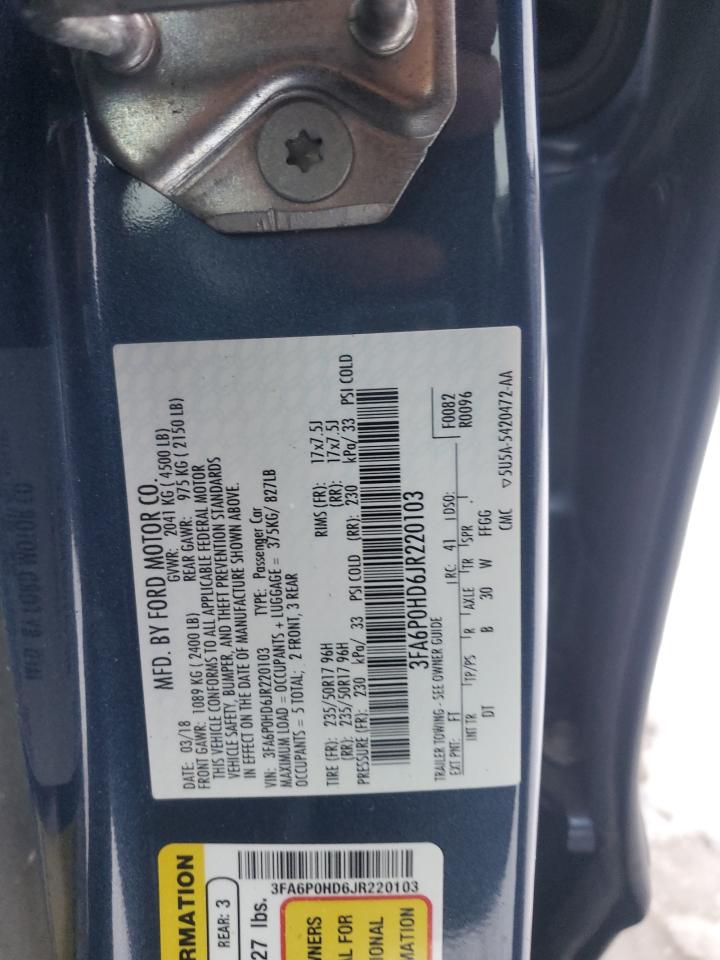 MFD. BY FORD MOTOR CO.
DATE: 03/18 GVWR: 2041 KG ( 4500 LB)
FRONT GAWR: 1089 KG ( 2400 LB) REAR GAWR: 975 KG ( 2150 LB)
THIS VEHICLE CONFORMS TO ALL APPLICABLE FEDERAL MOTOR
VEHICLE SAFETY, BUMPER, AND THEFT PREVENTION STANDARDS
IN EFFECT ON THE DATE OF MANUFACTURE SHOWN ABOVE.
VIN: 3FA6P0HD6JR220103 TYPE: Passenger Car
MAXIMUM LOAD = OCCUPANTS + LUGGAGE = 375KG/ 827LB
OCCUPANTS = 5 TOTAL; 2 FRONT, 3 REAR
TIRE (FR): 235/50R17 96H RIMS (FR): 17x7.5J
(RR): 235/50R17 96H (RR): 17x7.5J
PRESSURE (FR): 230 kPa/ 33 PSI COLD (RR): 230 kPa/ 33 PSI COLD
3FA6P0HD6JR220103
TRAILER TOWING - SEE OWNER GUIDE F0082
EXT PNT: FT RC: 41 DSO: R0096
INT TR TP/PS R AXLE TR SPR
DT B 30 W FFGG
CMC ▽5U5A-5420472-AA
RMATION
REAR: 3
27 lbs.
3FA6P0HD6JR220103
WNERS
L FOR
IONAL
MATION